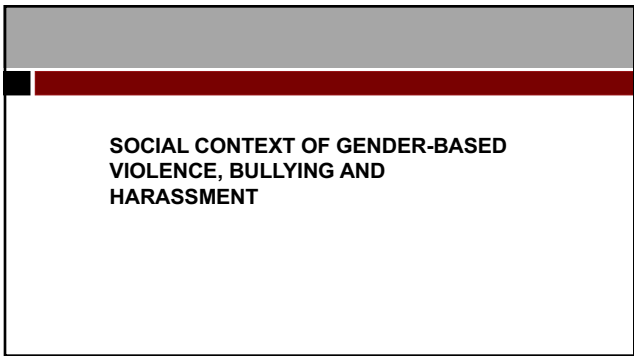 SOCIAL CONTEXT OF GENDER-BASED
VIOLENCE, BULLYING AND
HARASSMENT